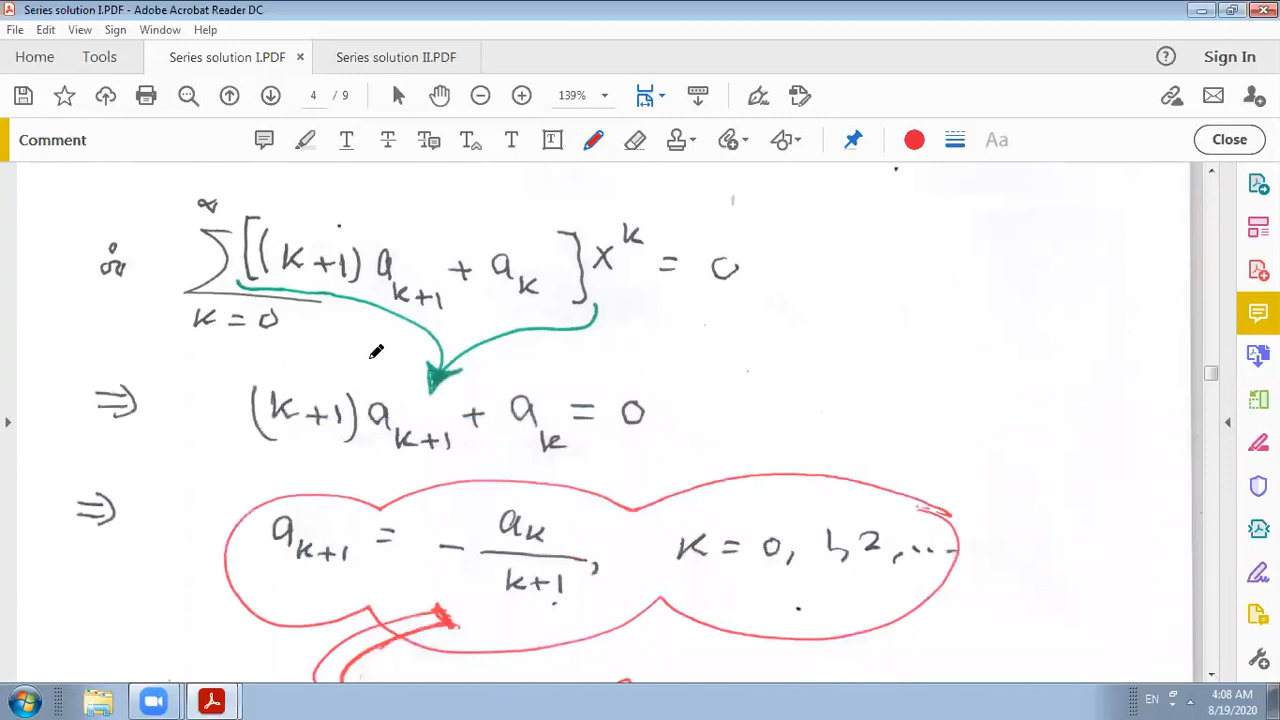 Series solution I.PDF - Adobe Acrobat Reader DC
File Edit View Sign Window Help
Home Tools Series solution I.PDF × Series solution II.PDF Sign In
4 / 9 139%
Comment Aa Close
∴ ∑_{k=0}^{∞} [(k+1) a_{k+1} + a_k] x^k = 0
⇒ (k+1) a_{k+1} + a_k = 0
⇒ a_{k+1} = - a_k / (k+1), k = 0, 1, 2, ...
EN 4:08 AM
8/19/2020